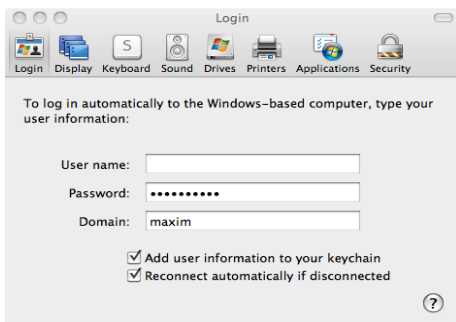 Login
S
Login Display Keyboard Sound Drives Printers Applications Security
To log in automatically to the Windows-based computer, type your
user information:
User name:
Password: ••••••••••
Domain: maxim
Add user information to your keychain
Reconnect automatically if disconnected
?